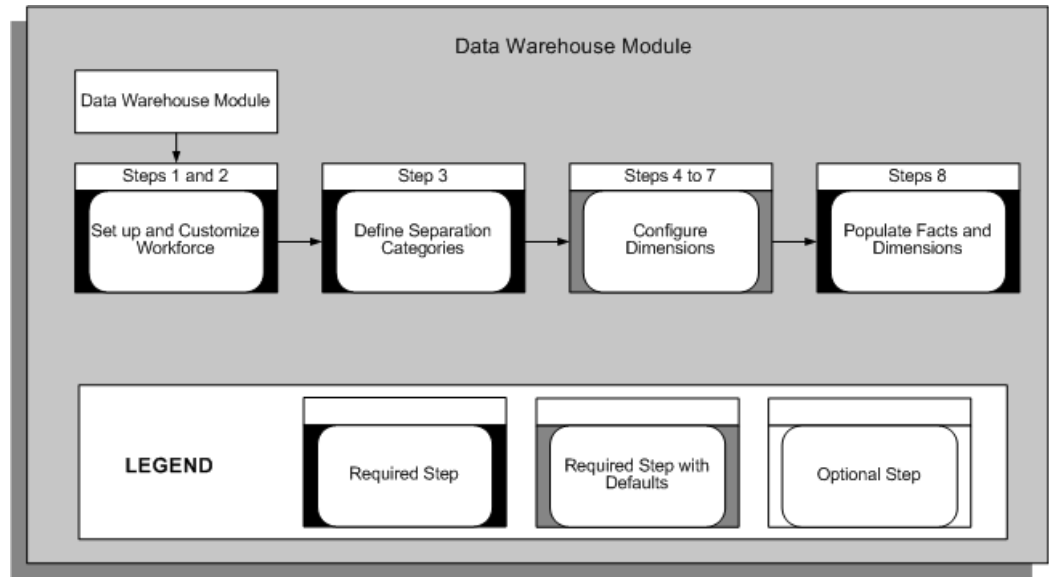 Data Warehouse Module
Data Warehouse Module
Steps 1 and 2
Set up and Customize
Workforce
Step 3
Define Separation
Categories
Steps 4 to 7
Configure
Dimensions
Steps 8
Populate Facts and
Dimensions
LEGEND
Required Step
Required Step with
Defaults
Optional Step